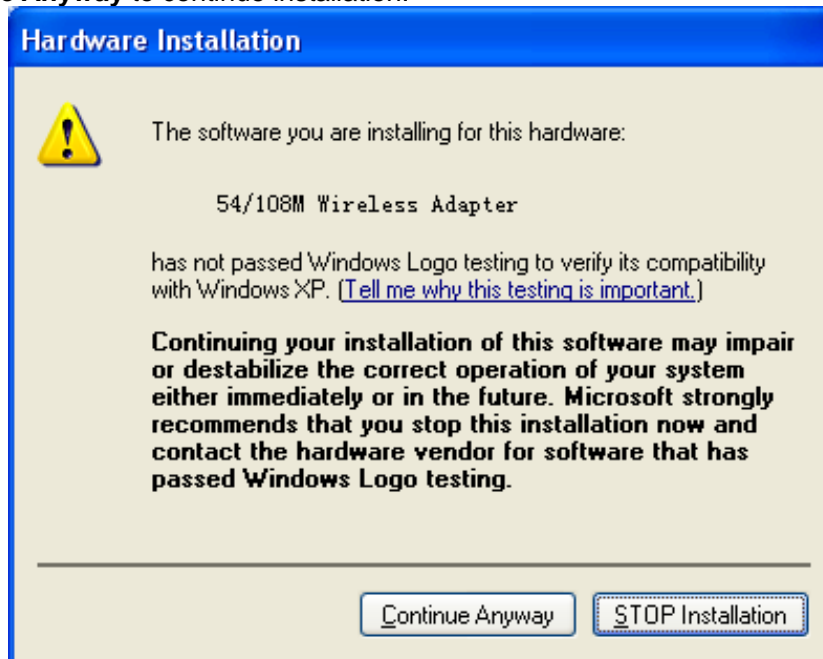 Anyway to continue installation.
Hardware Installation
The software you are installing for this hardware:
54/108M Wireless Adapter
has not passed Windows Logo testing to verify its compatibility
with Windows XP. (Tell me why this testing is important.)
Continuing your installation of this software may impair
or destabilize the correct operation of your system
either immediately or in the future. Microsoft strongly
recommends that you stop this installation now and
contact the hardware vendor for software that has
passed Windows Logo testing.
Continue Anyway
STOP Installation